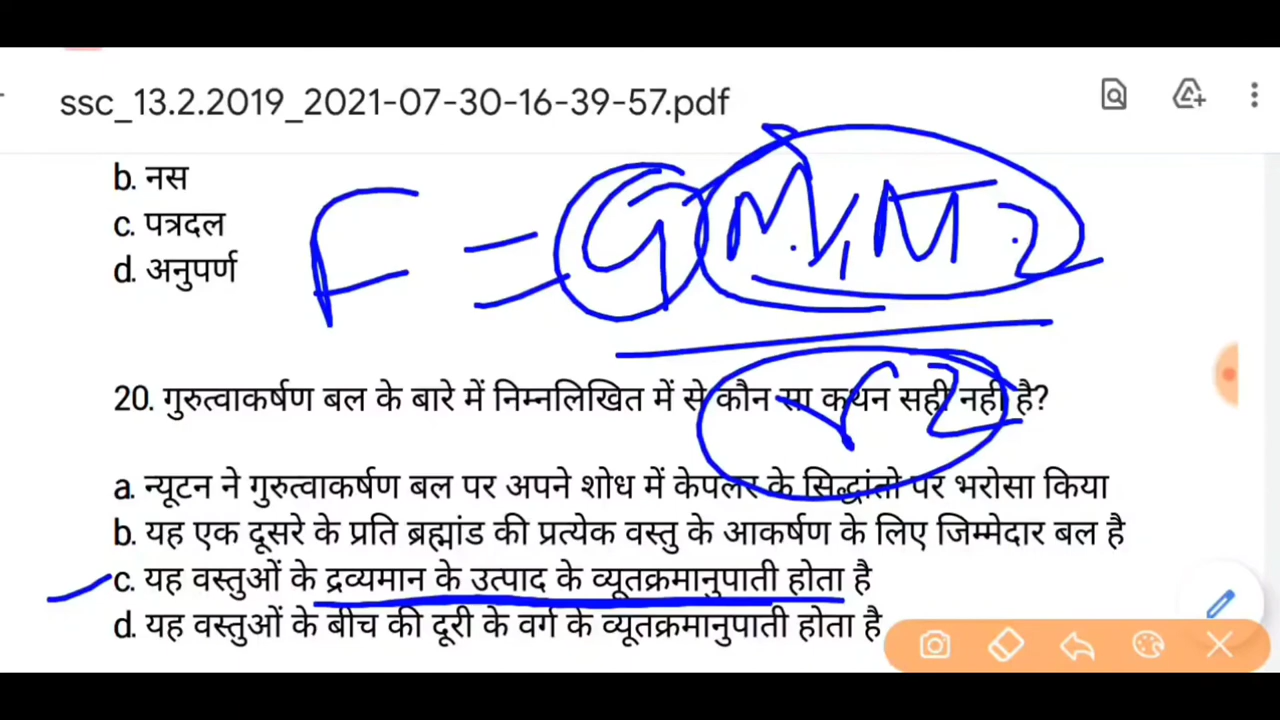 ssc_13.2.2019_2021-07-30-16-39-57.pdf
b. नस
c. पत्रदल
d. अनुपर्ण
F = G M1 M2
r2
20. गुरुत्वाकर्षण बल के बारे में निम्नलिखित में से कौन सा कथन सही नही है?
a. न्यूटन ने गुरुत्वाकर्षण बल पर अपने शोध में केपलर के सिद्धांतो पर भरोसा किया
b. यह एक दूसरे के प्रति ब्रह्मांड की प्रत्येक वस्तु के आकर्षण के लिए जिम्मेदार बल है
c. यह वस्तुओं के द्रव्यमान के उत्पाद के व्यूतक्रमानुपाती होता है
d. यह वस्तुओं के बीच की दूरी के वर्ग के व्यूतक्रमानुपाती होता है